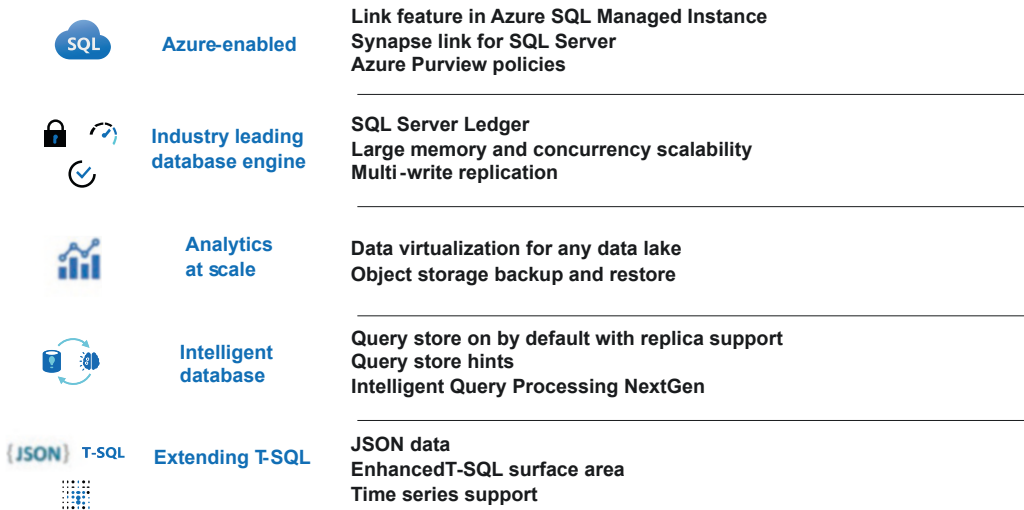 SQL
Azure-enabled
Link feature in Azure SQL Managed Instance
Synapse link for SQL Server
Azure Purview policies
Industry leading
database engine
SQL Server Ledger
Large memory and concurrency scalability
Multi-write replication
Analytics
at scale
Data virtualization for any data lake
Object storage backup and restore
Intelligent
database
Query store on by default with replica support
Query store hints
Intelligent Query Processing NextGen
{JSON} T-SQL
Extending T-SQL
JSON data
EnhancedT-SQL surface area
Time series support